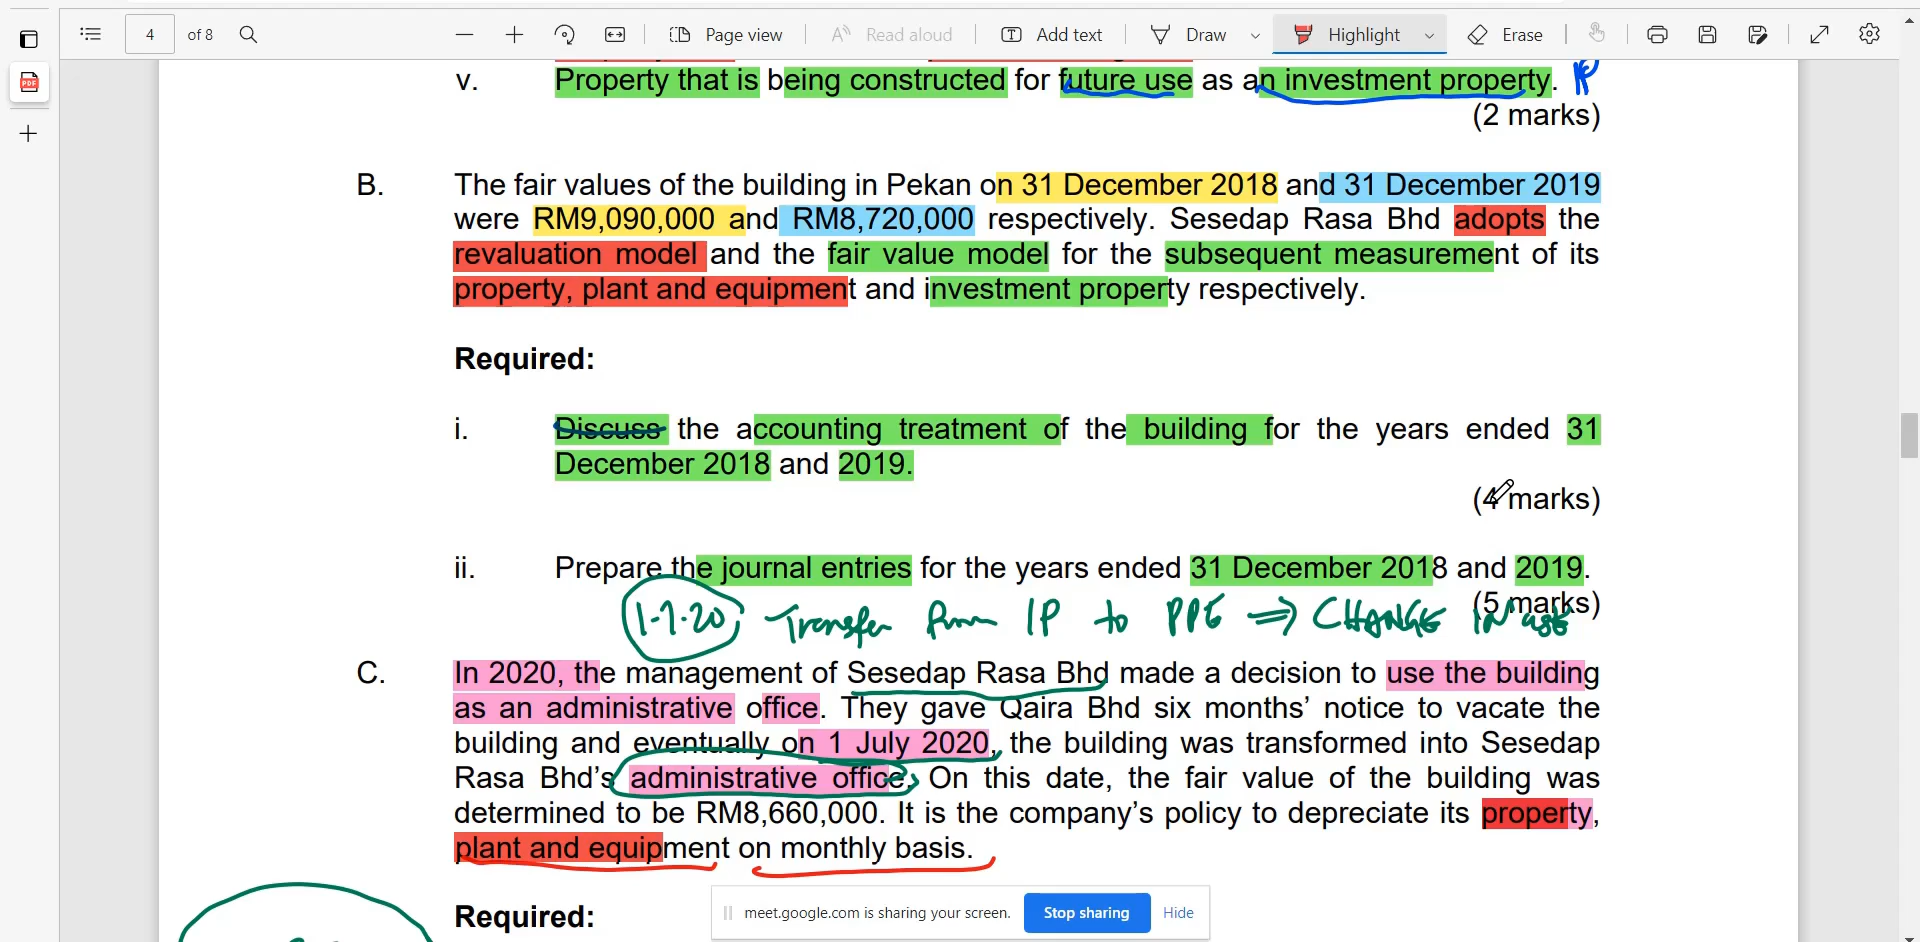 4 of 8 Page view Read aloud Add text Draw Highlight Erase
v. Property that is being constructed for future use as an investment property. IP
(2 marks)
B. The fair values of the building in Pekan on 31 December 2018 and 31 December 2019
were RM9,090,000 and RM8,720,000 respectively. Sesedap Rasa Bhd adopts the
revaluation model and the fair value model for the subsequent measurement of its
property, plant and equipment and investment property respectively.
Required:
i. Discuss the accounting treatment of the building for the years ended 31
December 2018 and 2019.
(4 marks)
ii. Prepare the journal entries for the years ended 31 December 2018 and 2019.
(5 marks)
1.7.20 Transfer from IP to PPE ⇒ CHANGE IN use
C. In 2020, the management of Sesedap Rasa Bhd made a decision to use the building
as an administrative office. They gave Qaira Bhd six months' notice to vacate the
building and eventually on 1 July 2020, the building was transformed into Sesedap
Rasa Bhd's administrative office. On this date, the fair value of the building was
determined to be RM8,660,000. It is the company's policy to depreciate its property,
plant and equipment on monthly basis.
Required:
meet.google.com is sharing your screen. Stop sharing Hide